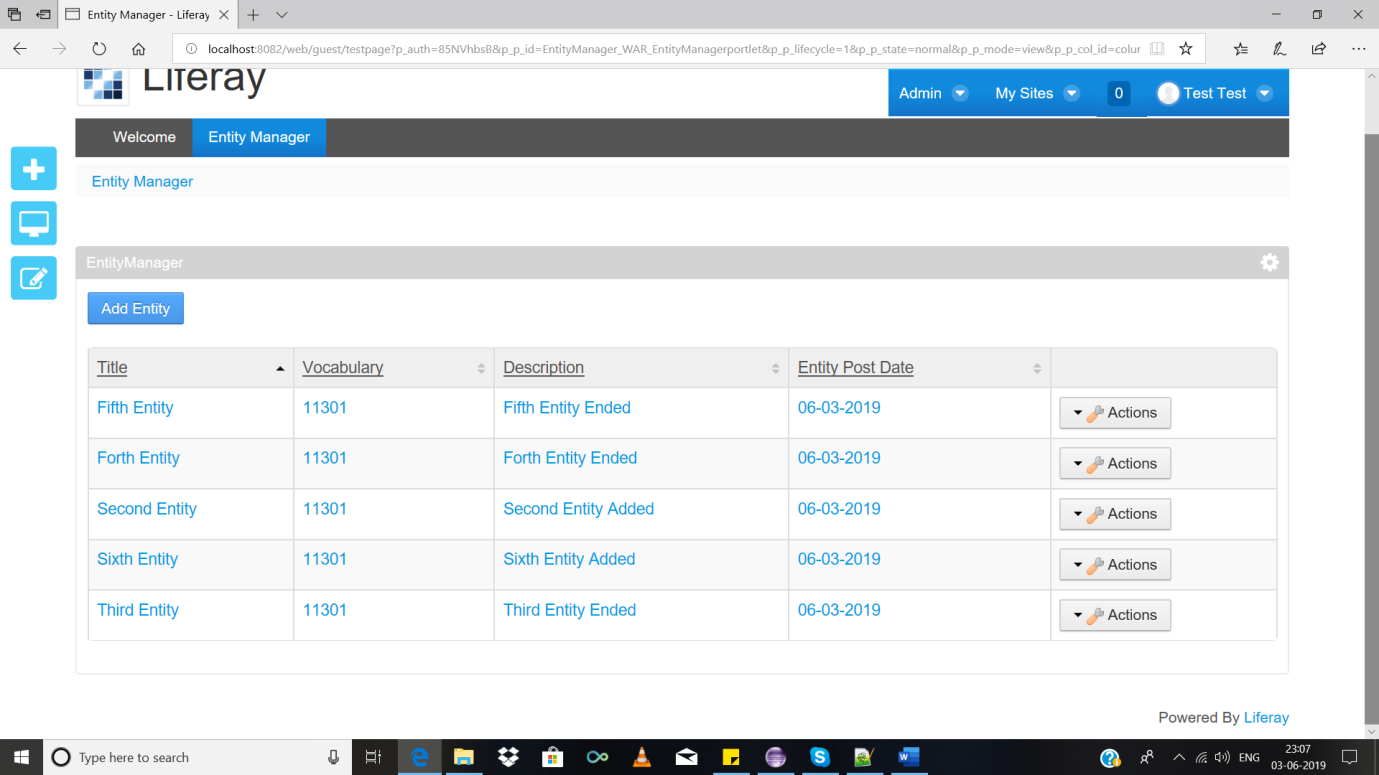 Entity Manager - Liferay
localhost:8082/web/guest/testpage?p_auth=85NVhbsB&p_p_id=EntityManager_WAR_EntityManagerportlet&p_p_lifecycle=1&p_p_state=normal&p_p_mode=view&p_p_col_id=colur
Liferay
Admin My Sites 0 Test Test
Welcome Entity Manager
Entity Manager
EntityManager
Add Entity
Title Vocabulary Description Entity Post Date
Fifth Entity 11301 Fifth Entity Ended 06-03-2019 Actions
Forth Entity 11301 Forth Entity Ended 06-03-2019 Actions
Second Entity 11301 Second Entity Added 06-03-2019 Actions
Sixth Entity 11301 Sixth Entity Added 06-03-2019 Actions
Third Entity 11301 Third Entity Ended 06-03-2019 Actions
Powered By Liferay
Type here to search
ENG
23:07
03-06-2019